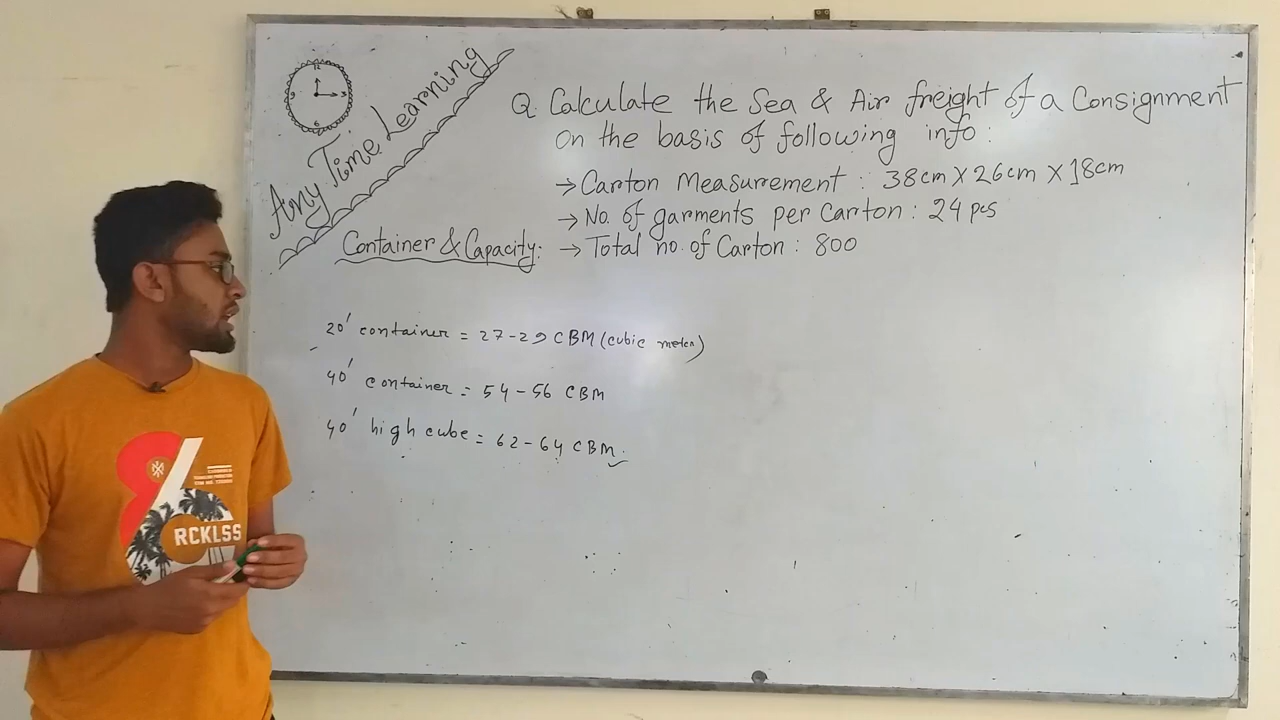 Any Time Learning
Q. Calculate the Sea & Air freight of a Consignment
on the basis of following info :
→ Carton Measurement : 38cm X 26cm X 18cm
→ No. of garments per Carton : 24 pcs
Container & Capacity: → Total no. of Carton : 800
20' container = 27-29 CBM (cubic meter)
40' container = 54-56 CBM
40' high cube = 62-64 CBM.
86
RCKLSS